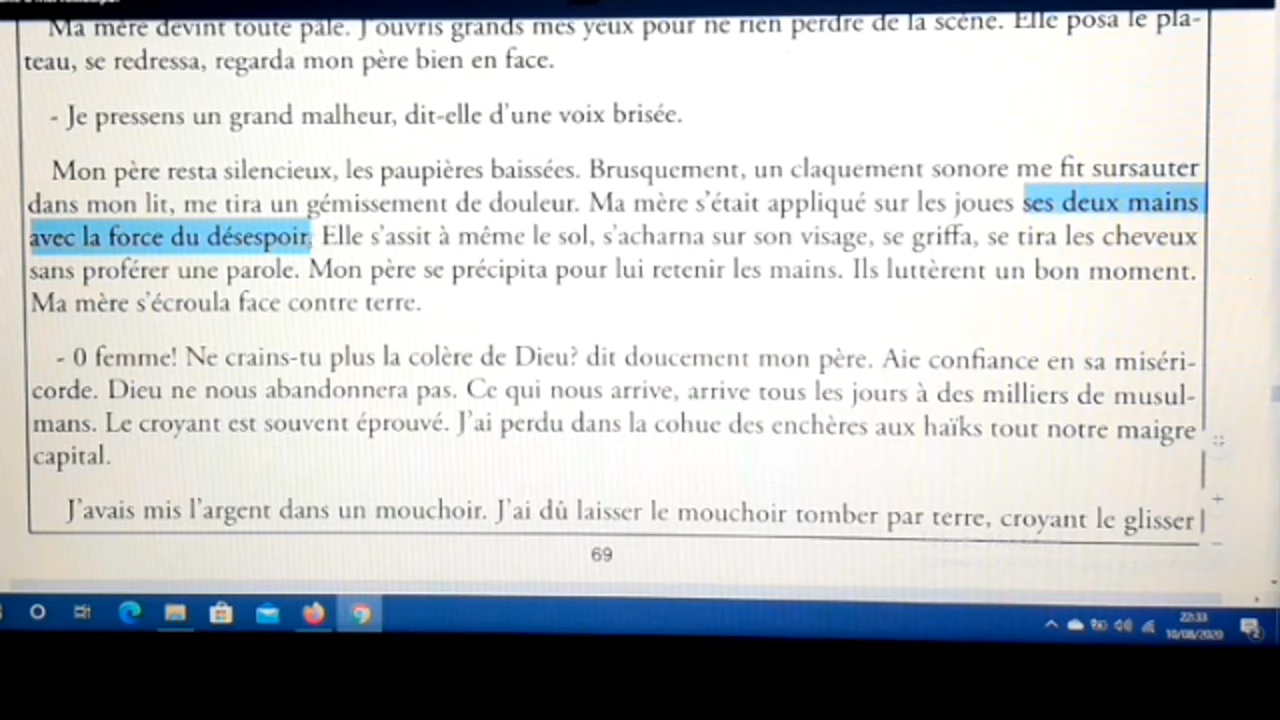 Ma mère devint toute pâle. J'ouvris grands mes yeux pour ne rien perdre de la scène. Elle posa le pla-
teau, se redressa, regarda mon père bien en face.
- Je pressens un grand malheur, dit-elle d'une voix brisée.
Mon père resta silencieux, les paupières baissées. Brusquement, un claquement sonore me fit sursauter
dans mon lit, me tira un gémissement de douleur. Ma mère s'était appliqué sur les joues ses deux mains
avec la force du désespoir. Elle s'assit à même le sol, s'acharna sur son visage, se griffa, se tira les cheveux
sans proférer une parole. Mon père se précipita pour lui retenir les mains. Ils luttèrent un bon moment.
Ma mère s'écroula face contre terre.
- 0 femme! Ne crains-tu plus la colère de Dieu? dit doucement mon père. Aie confiance en sa miséri-
corde. Dieu ne nous abandonnera pas. Ce qui nous arrive, arrive tous les jours à des milliers de musul-
mans. Le croyant est souvent éprouvé. J'ai perdu dans la cohue des enchères aux haïks tout notre maigre
capital.
J'avais mis l'argent dans un mouchoir. J'ai dû laisser le mouchoir tomber par terre, croyant le glisser
69
22:33
10/08/2020